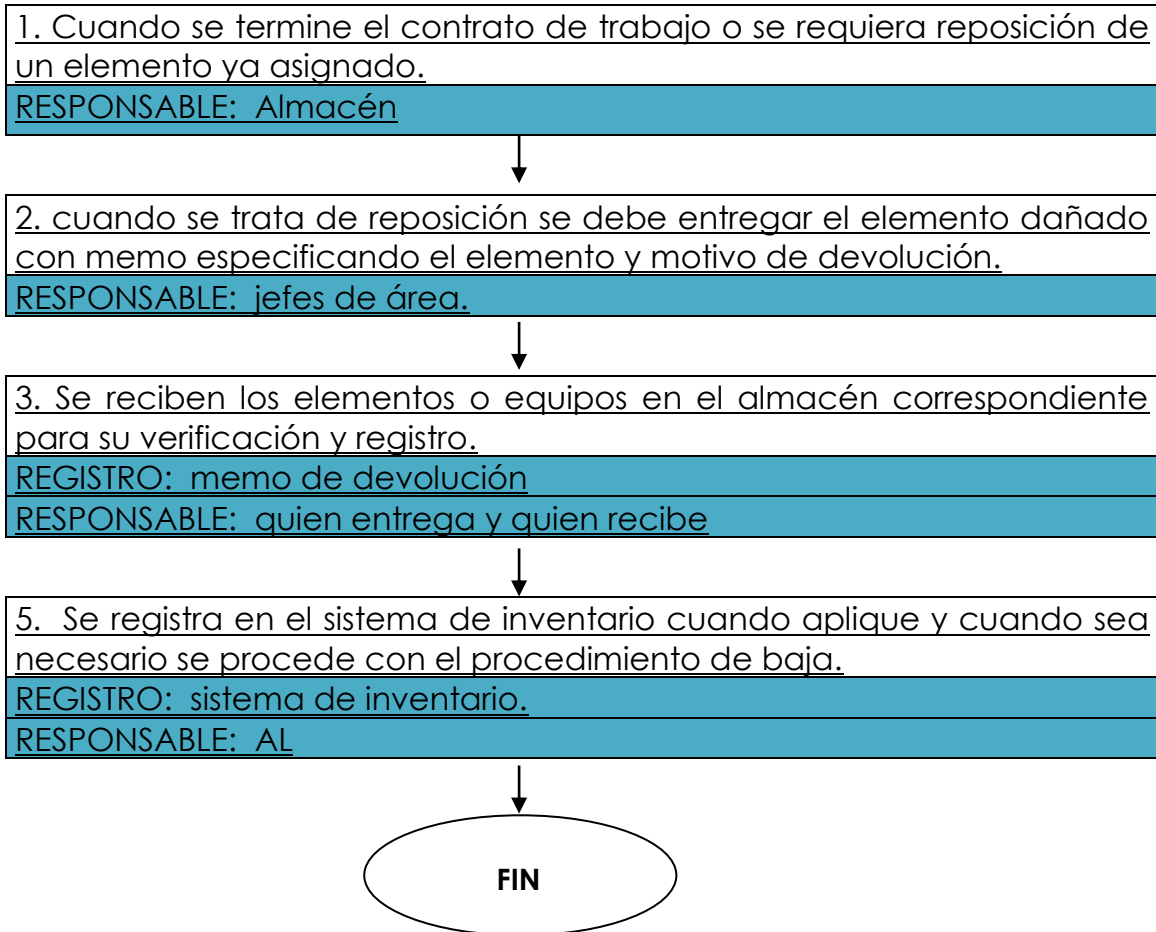 1. Cuando se termine el contrato de trabajo o se requiera reposición de
un elemento ya asignado.
RESPONSABLE: Almacén
2. cuando se trata de reposición se debe entregar el elemento dañado
con memo especificando el elemento y motivo de devolución.
RESPONSABLE: jefes de área.
3. Se reciben los elementos o equipos en el almacén correspondiente
para su verificación y registro.
REGISTRO: memo de devolución
RESPONSABLE: quien entrega y quien recibe
5. Se registra en el sistema de inventario cuando aplique y cuando sea
necesario se procede con el procedimiento de baja.
REGISTRO: sistema de inventario.
RESPONSABLE: AL
FIN